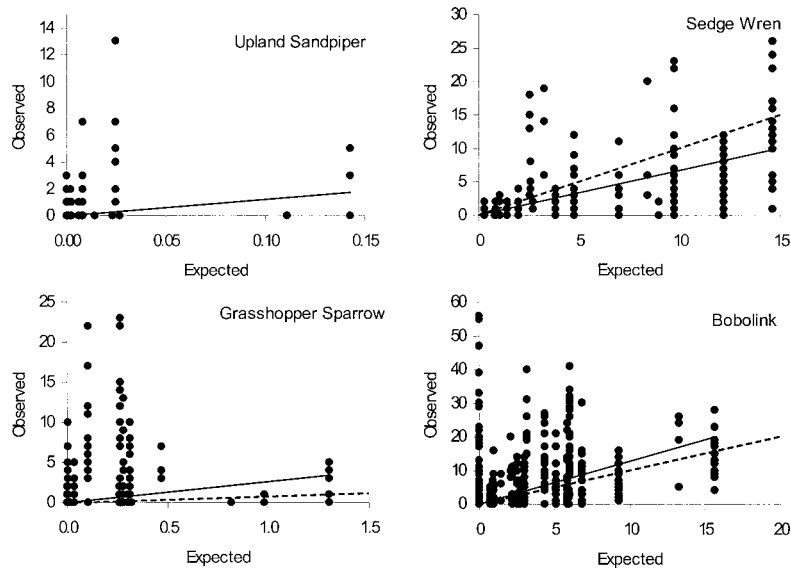 Upland Sandpiper
Observed
14
12
10
8
6
4
2
0
0.00 0.05 0.10 0.15
Expected
Sedge Wren
Observed
30
25
20
15
10
5
0
0 5 10 15
Expected
Grasshopper Sparrow
Observed
25
20
15
10
5
0
0.0 0.5 1.0 1.5
Expected
Bobolink
Observed
60
50
40
30
20
10
0
0 5 10 15 20
Expected